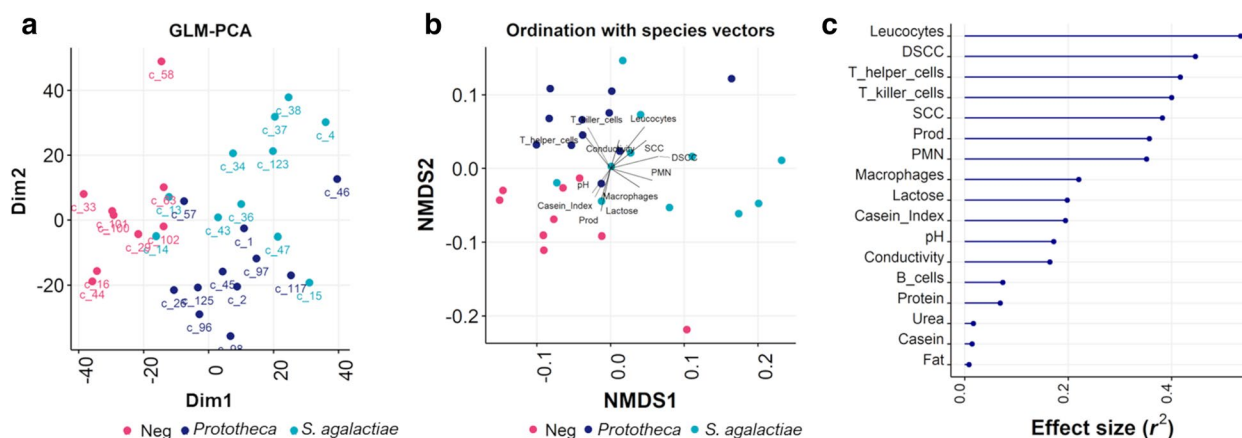 a
GLM-PCA
Dim2
40
20
0
-20
c_58
c_38
c_37
c_4
c_34
c_123
c_46
c_33
c_63
c_13
c_57
c_101
c_100
c_36
c_43
c_29
c_102
c_14
c_1
c_47
c_16
c_44
c_97
c_45
c_117
c_15
c_26
c_125
c_2
c_96
c_98
-40
-20
0
20
40
Dim1
Neg Prototheca S. agalactiae
b
Ordination with species vectors
NMDS2
0.1
0.0
-0.1
-0.2
T_killer_cells
Leucocytes
T_helper_cells
Conductivity
SCC
DSCC
PMN
pH
Macrophages
Casein_Index
Lactose
Prod
-0.1
0.0
0.1
0.2
NMDS1
Neg Prototheca S. agalactiae
c
Leucocytes
DSCC
T_helper_cells
T_killer_cells
SCC
Prod
PMN
Macrophages
Lactose
Casein_Index
pH
Conductivity
B_cells
Protein
Urea
Casein
Fat
0.0
0.2
0.4
Effect size (r²)